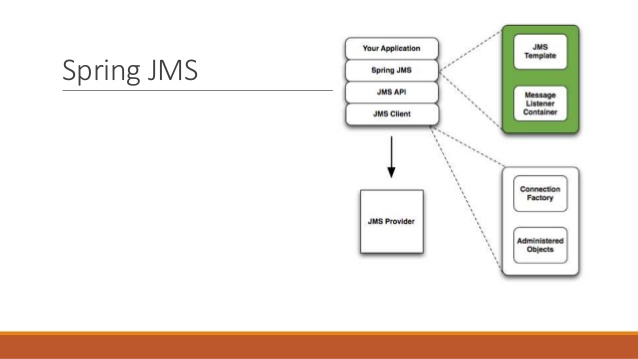 Spring JMS
Your Application
Spring JMS
JMS API
JMS Client
JMS Provider
JMS
Template
Message
Listener
Container
Connection
Factory
Administered
Objects